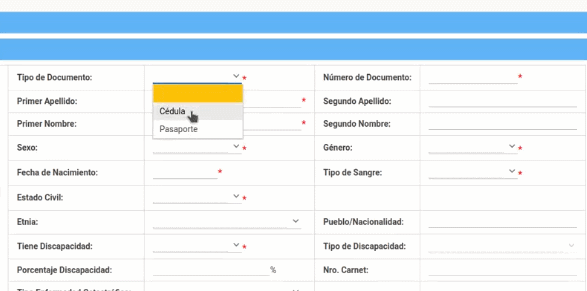 Tipo de Documento: * Número de Documento: *
Cédula
Pasaporte
Primer Apellido: * Segundo Apellido:
Primer Nombre: * Segundo Nombre:
Sexo: * Género: *
Fecha de Nacimiento: * Tipo de Sangre: *
Estado Civil: *
Etnia: Pueblo/Nacionalidad:
Tiene Discapacidad: * Tipo de Discapacidad:
Porcentaje Discapacidad: % Nro. Carnet: